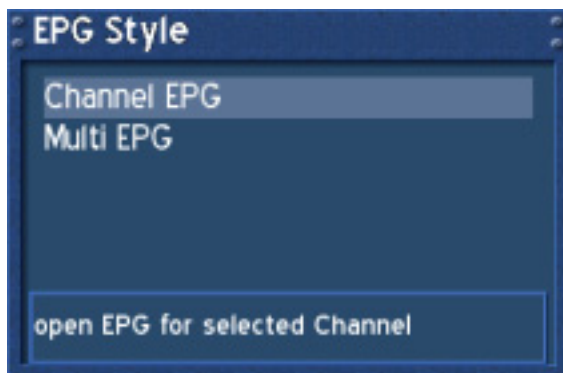 EPG Style
Channel EPG
Multi EPG
open EPG for selected Channel